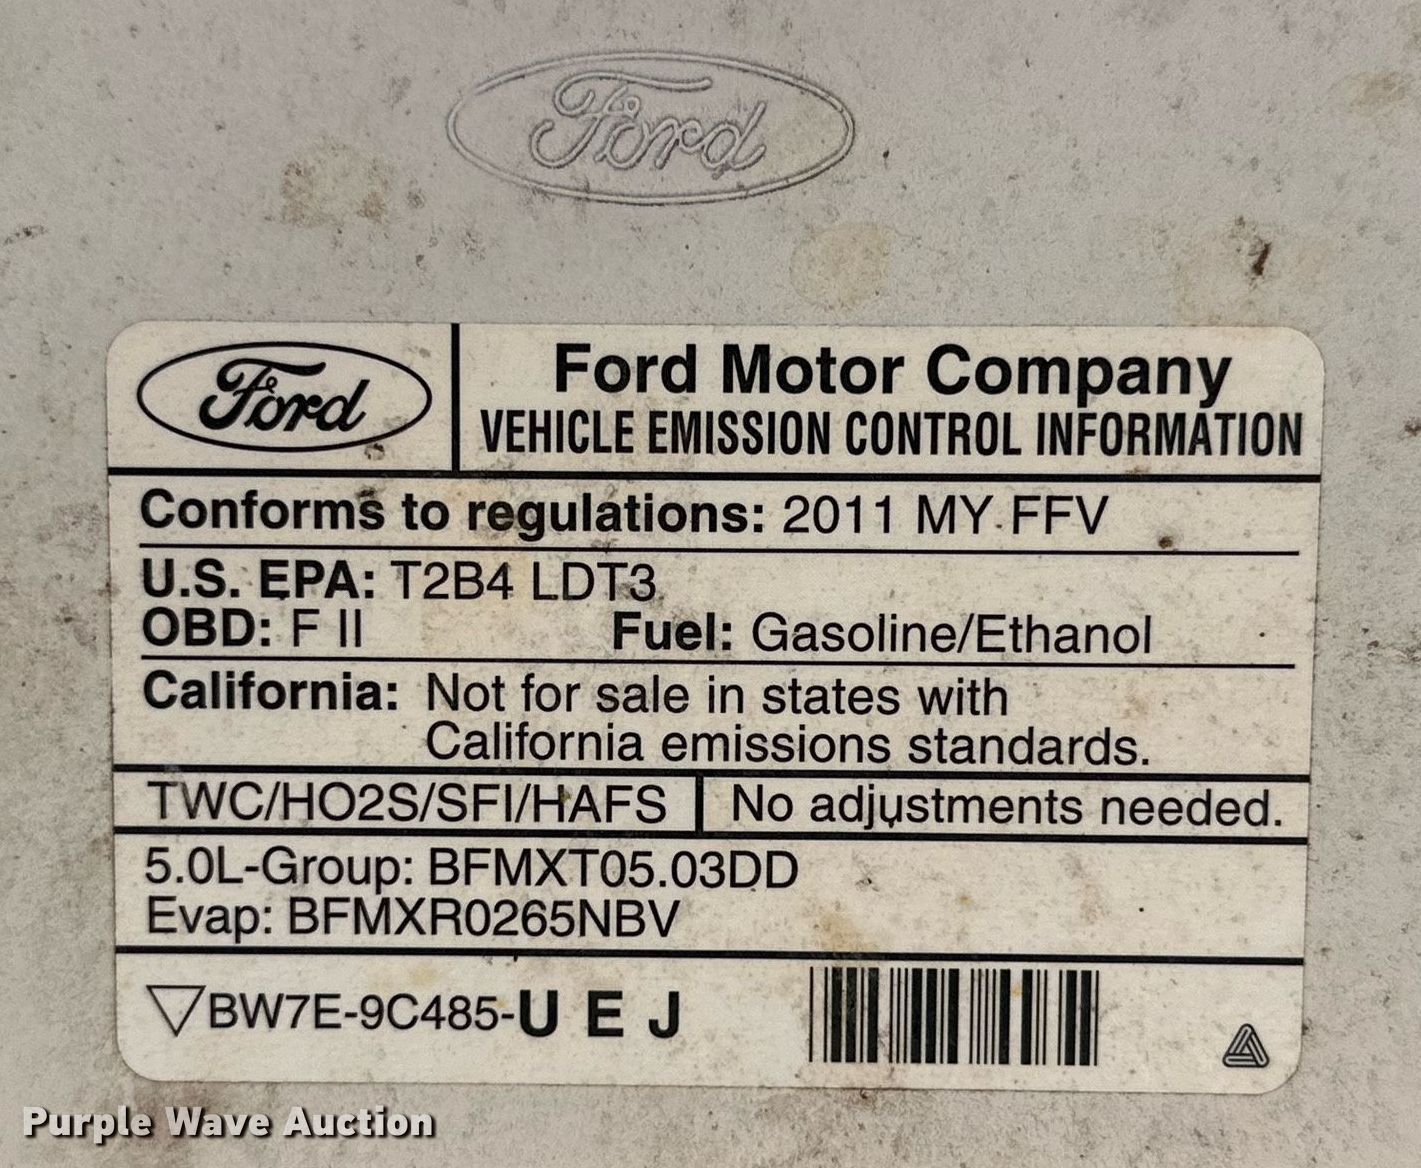 Ford
Ford
Ford Motor Company
VEHICLE EMISSION CONTROL INFORMATION
Conforms to regulations: 2011 MY FFV
U.S. EPA: T2B4 LDT3
OBD: F II Fuel: Gasoline/Ethanol
California: Not for sale in states with
California emissions standards.
TWC/HO2S/SFI/HAFS No adjustments needed.
5.0L-Group: BFMXT05.03DD
Evap: BFMXR0265NBV
BW7E-9C485-U E J
Purple Wave Auction